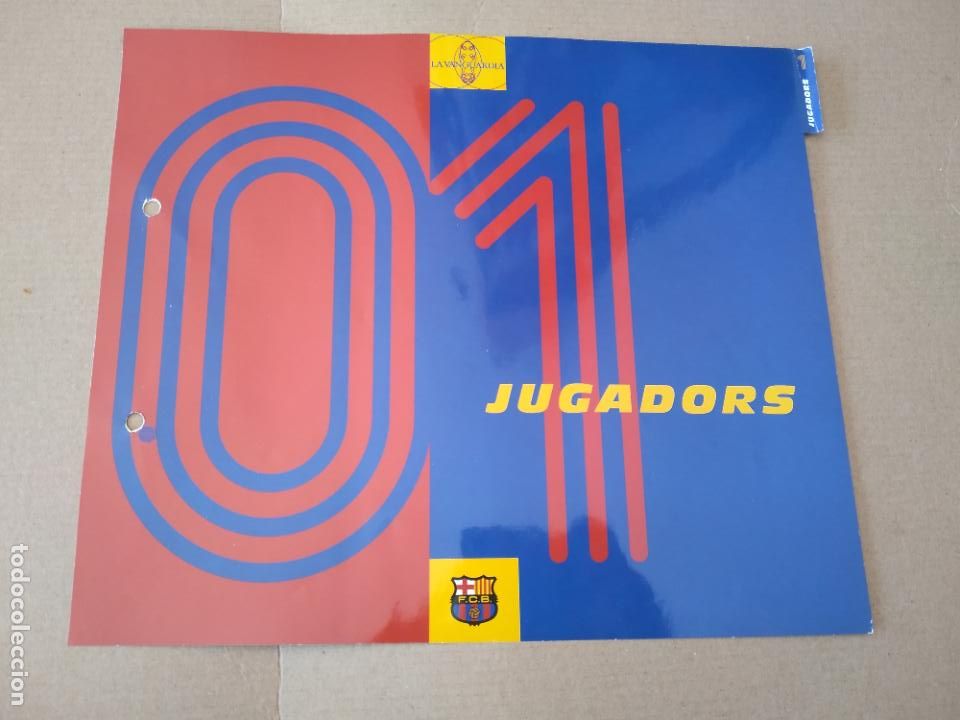 LA VANGUARDIA
1
JUGADORS
01
JUGADORS
F.C.B.
todocoleccion